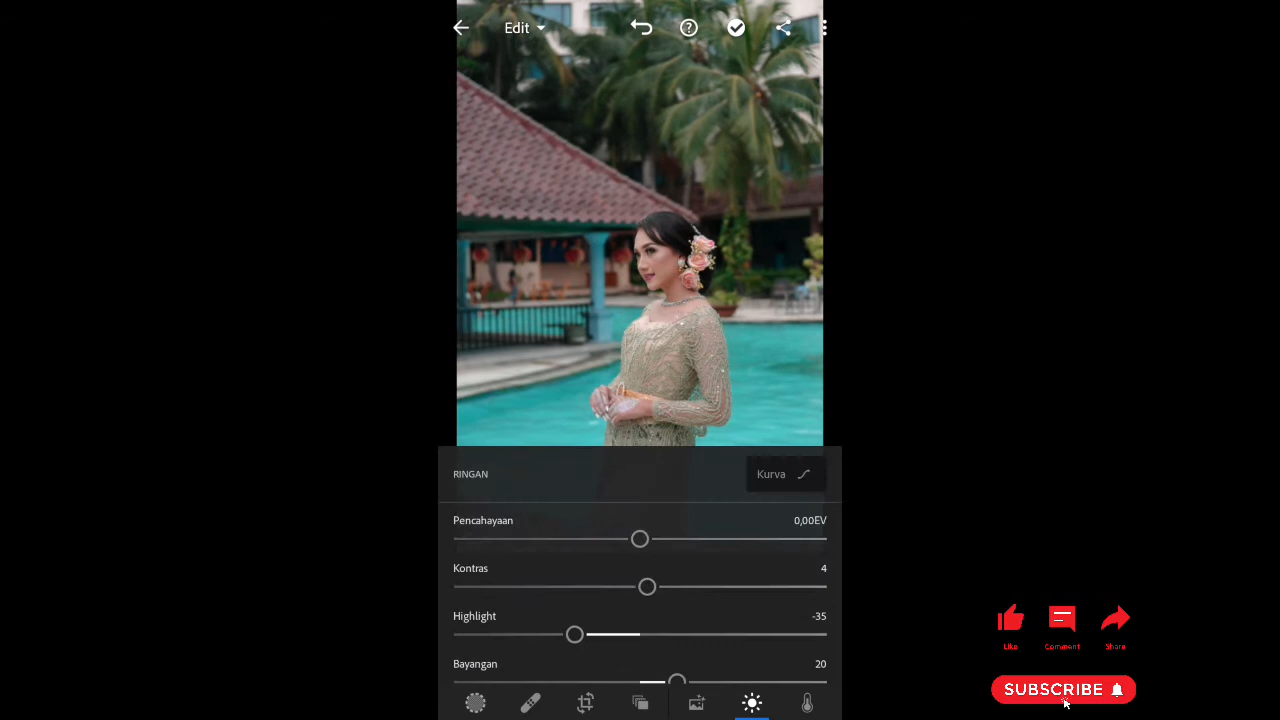 Edit
RINGAN
Kurva
Pencahayaan 0,00EV
Kontras 4
Highlight -35
Bayangan 20
Like Comment Share
SUBSCRIBE